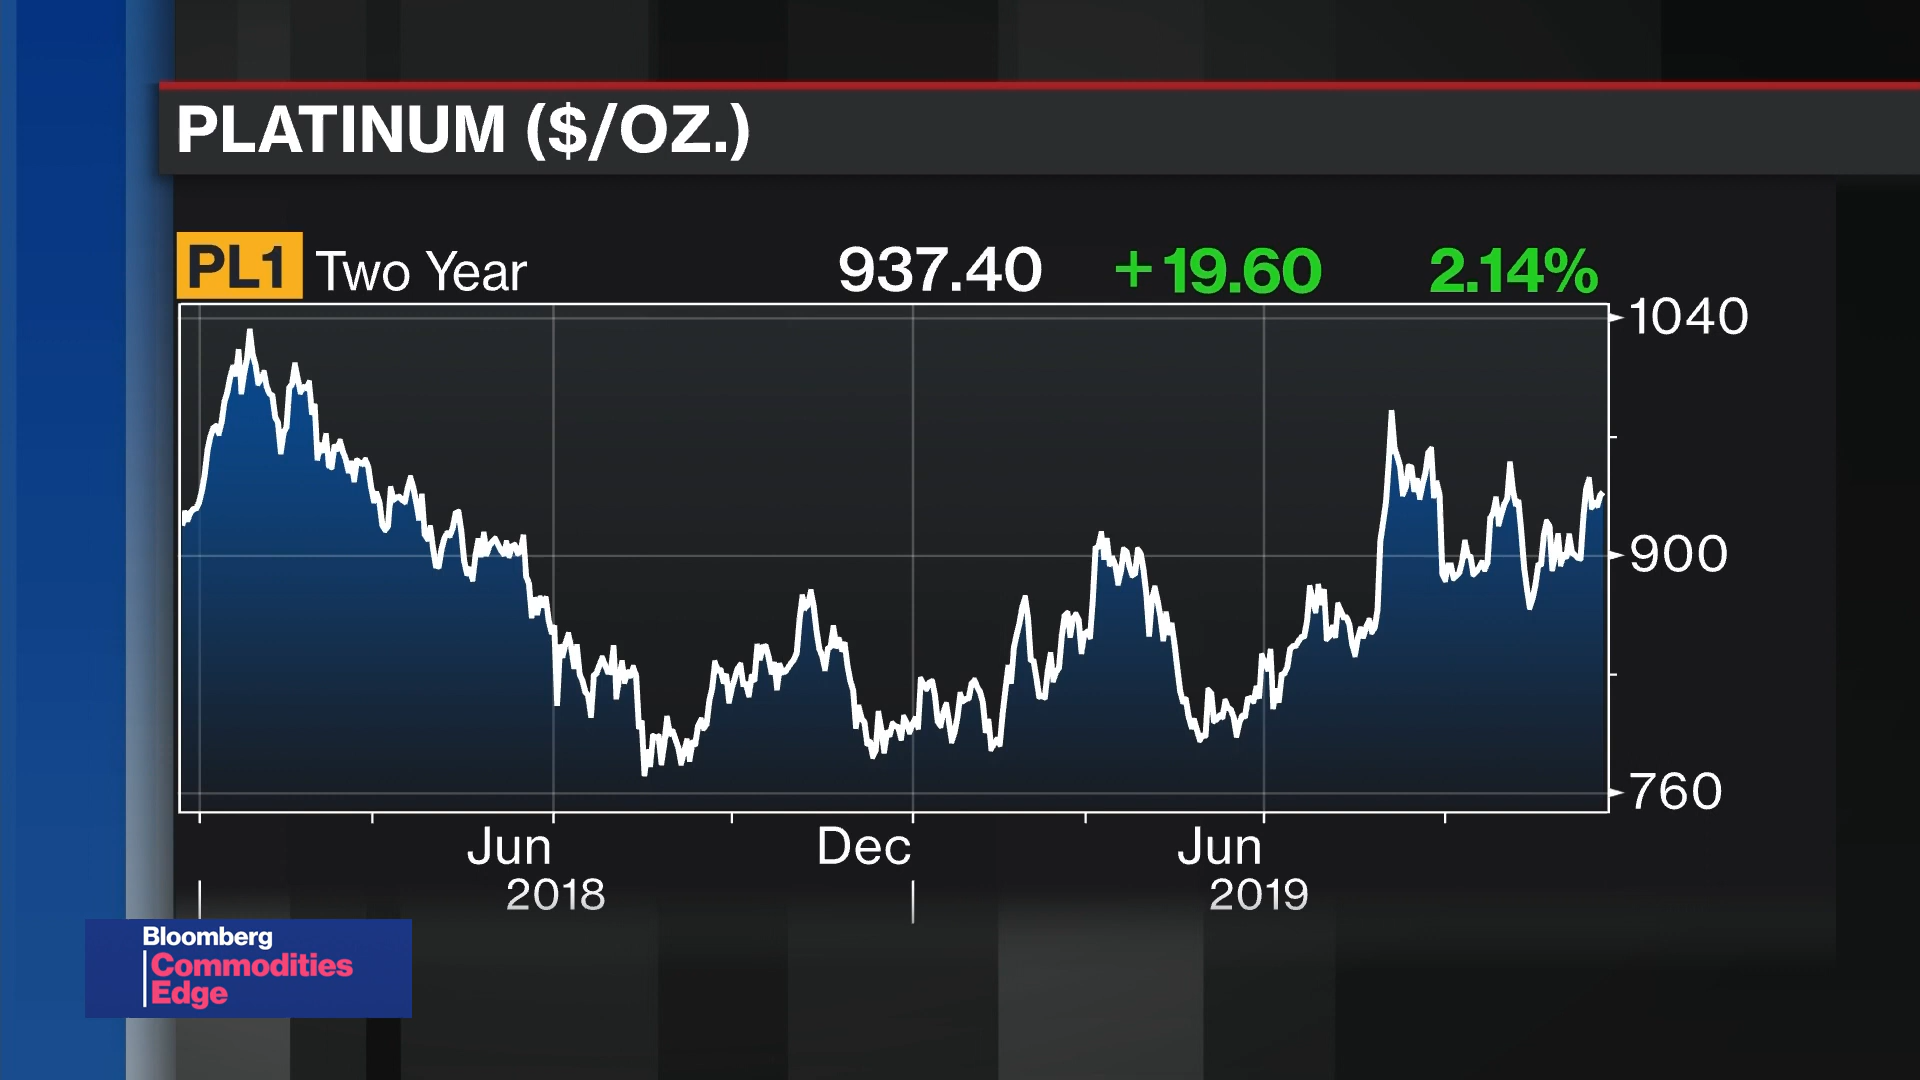 PLATINUM ($/OZ.)
PL1 Two Year 937.40 +19.60 2.14%
1040
900
760
Jun Dec Jun
2018 2019
Bloomberg
Commodities
Edge